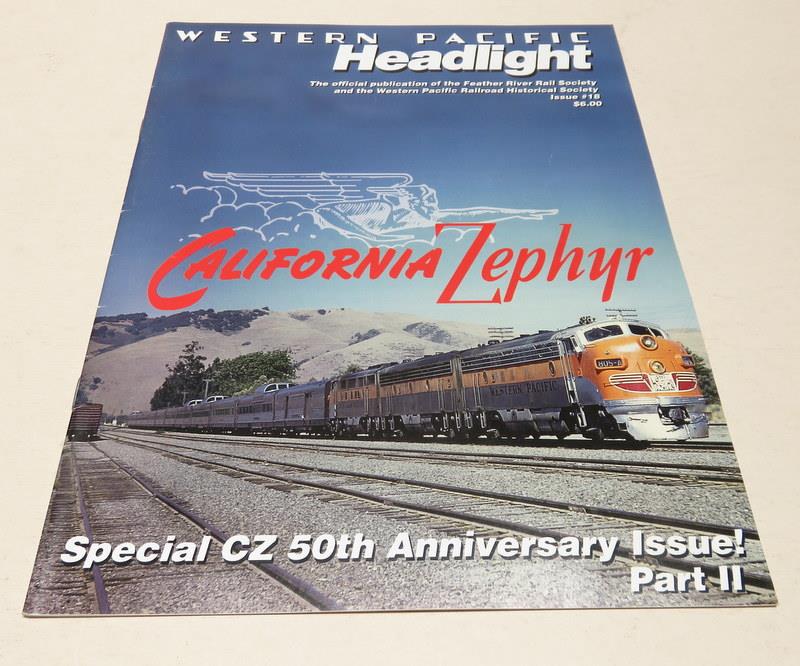 WESTERN PACIFIC
Headlight
The official publication of the Feather River Rail Society
and the Western Pacific Railroad Historical Society
Issue #18
$6.00
CALIFORNIA Zephyr
805-A
WESTERN PACIFIC
Special CZ 50th Anniversary Issue!
Part II